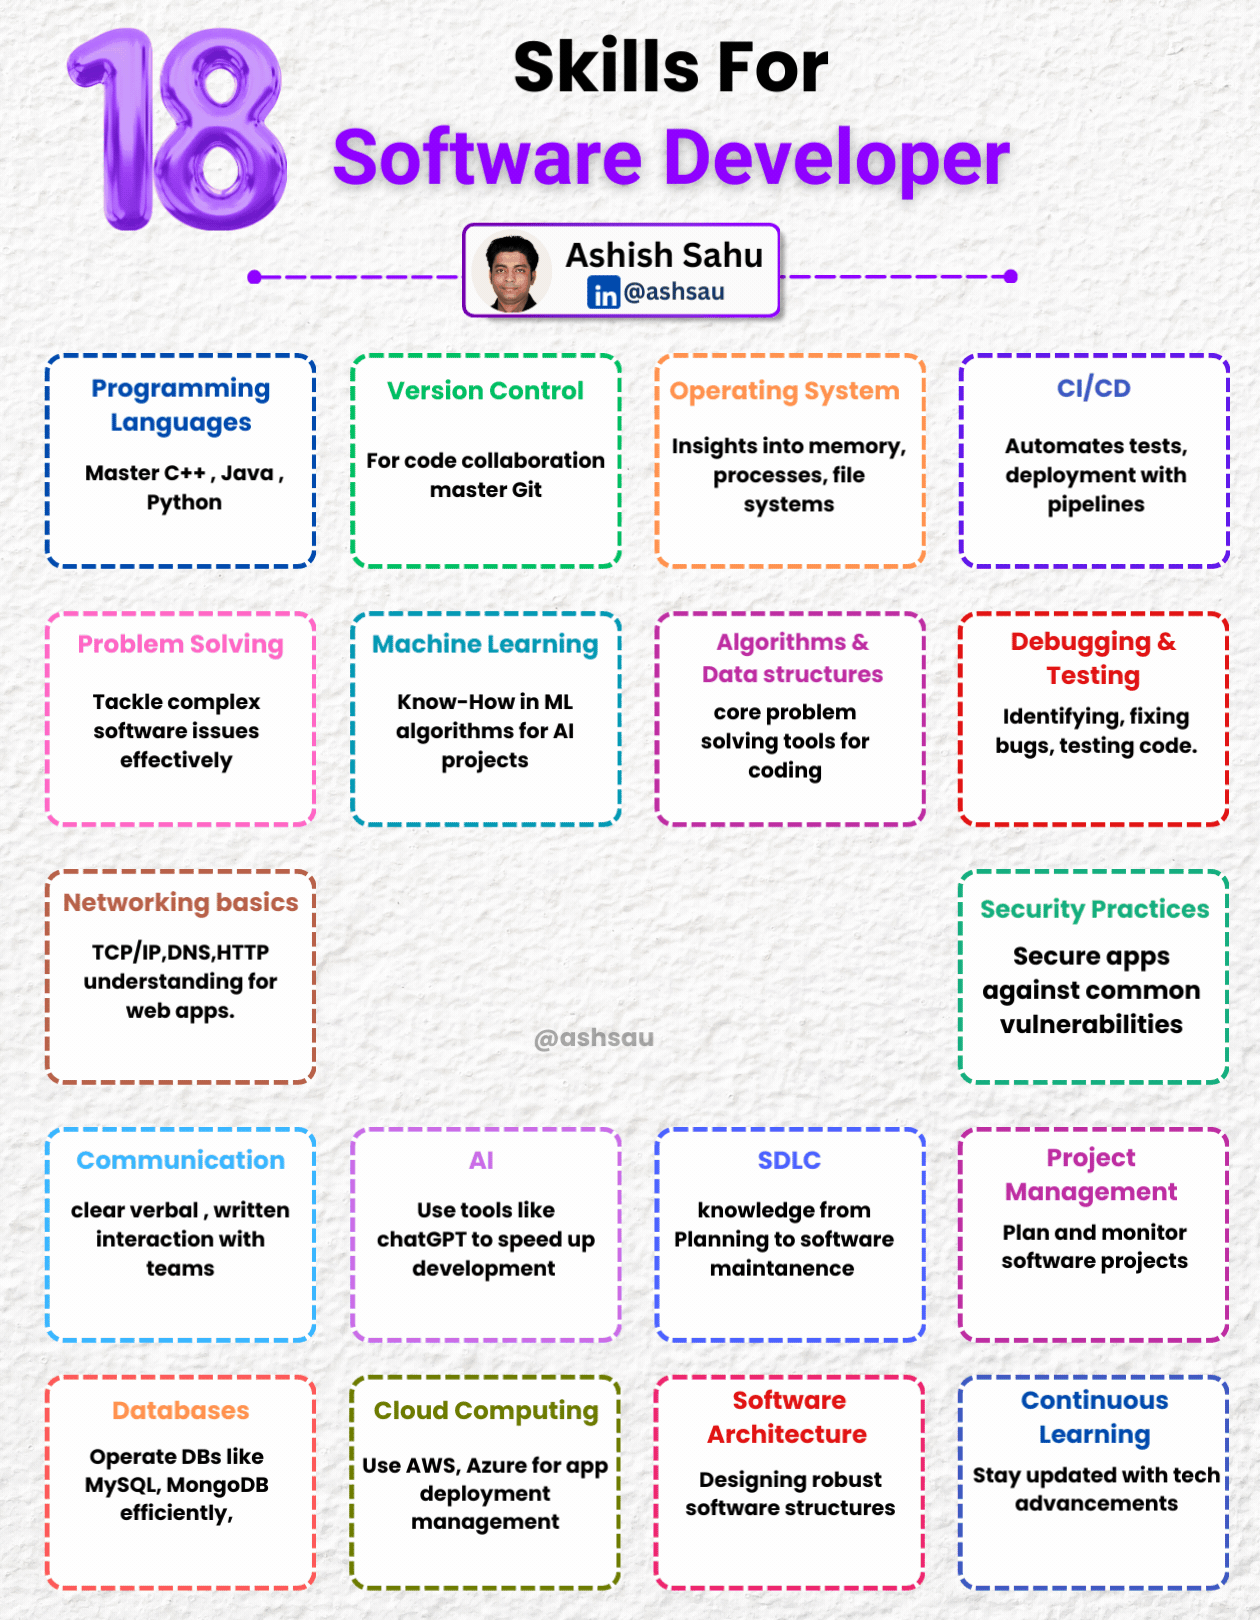 18
Skills For
Software Developer
Ashish Sahu
in @ashsau
Programming
Languages
Master C++ , Java ,
Python
Version Control
For code collaboration
master Git
Operating System
Insights into memory,
processes, file
systems
CI/CD
Automates tests,
deployment with
pipelines
Problem Solving
Tackle complex
software issues
effectively
Machine Learning
Know-How in ML
algorithms for AI
projects
Algorithms &
Data structures
core problem
solving tools for
coding
Debugging &
Testing
Identifying, fixing
bugs, testing code.
Networking basics
TCP/IP,DNS,HTTP
understanding for
web apps.
@ashsau
Security Practices
Secure apps
against common
vulnerabilities
Communication
clear verbal , written
interaction with
teams
AI
Use tools like
chatGPT to speed up
development
SDLC
knowledge from
Planning to software
maintanence
Project
Management
Plan and monitor
software projects
Databases
Operate DBs like
MySQL, MongoDB
efficiently,
Cloud Computing
Use AWS, Azure for app
deployment
management
Software
Architecture
Designing robust
software structures
Continuous
Learning
Stay updated with tech
advancements